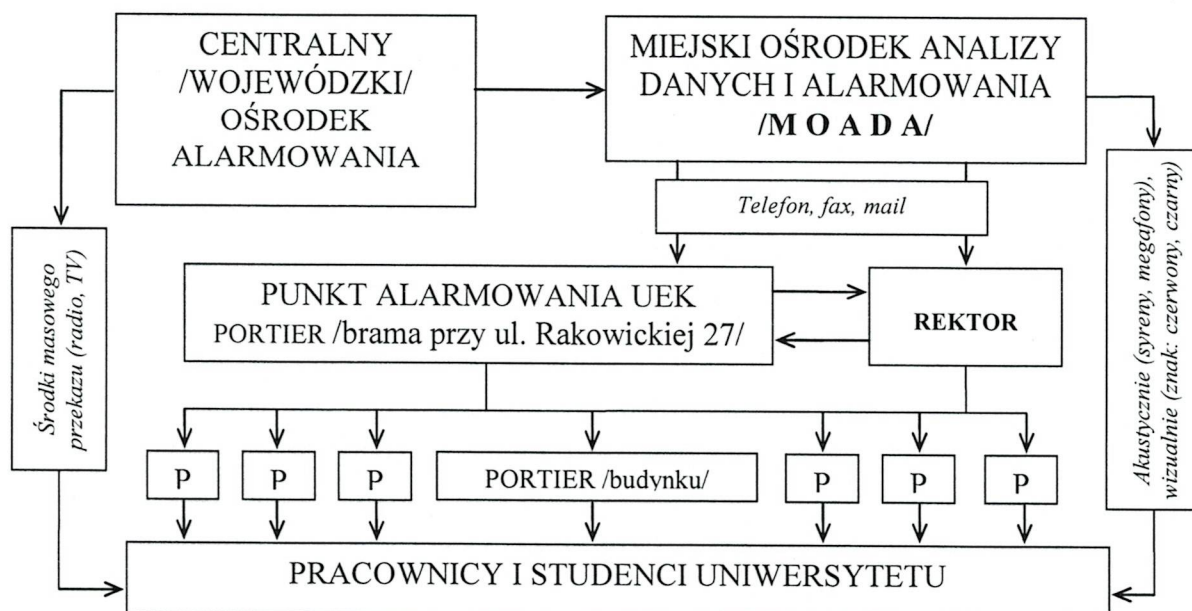 CENTRALNY
/WOJEWÓDZKI/
OŚRODEK
ALARMOWANIA
MIEJSKI OŚRODEK ANALIZY
DANYCH I ALARMOWANIA
/M O A D A/
Telefon, fax, mail
Środki masowego
przekazu (radio, TV)
Akustycznie (syreny, megafony),
wizualnie (znak: czerwony, czarny)
PUNKT ALARMOWANIA UEK
PORTIER /brama przy ul. Rakowickiej 27/
REKTOR
P
P
P
PORTIER /budynku/
P
P
P
PRACOWNICY I STUDENCI UNIWERSYTETU